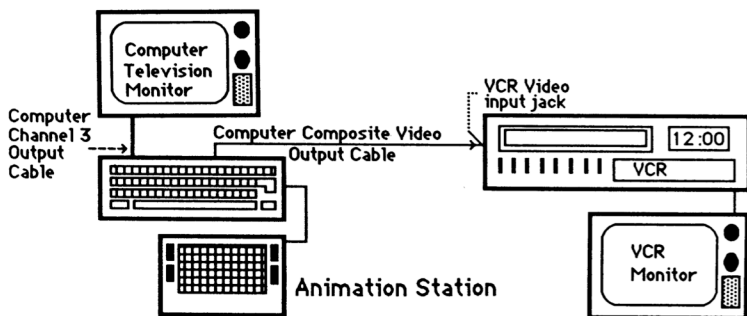 Computer
Television
Monitor
Computer
Channel 3
Output
Cable
Computer Composite Video
Output Cable
VCR Video
input jack
12:00
VCR
VCR
Monitor
Animation Station